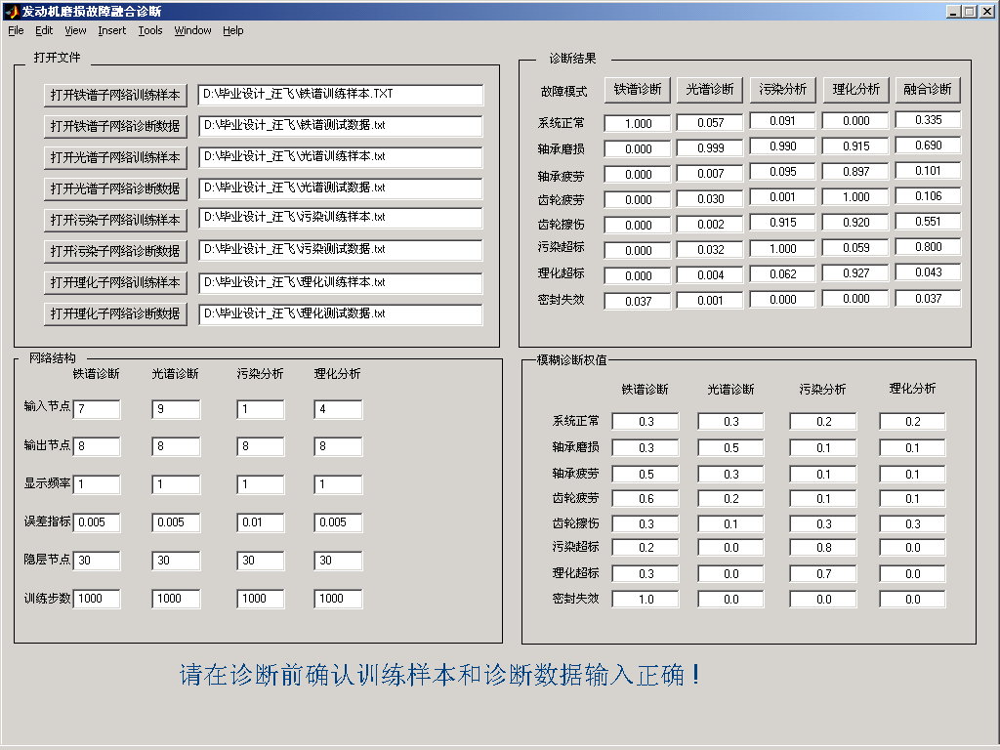 发动机磨损故障融合诊断
File Edit View Insert Tools Window Help
打开文件
打开铁谱子网络训练样本 D:\毕业设计_汪飞\铁谱训练样本.TXT
打开铁谱子网络诊断数据 D:\毕业设计_汪飞\铁谱测试数据.txt
打开光谱子网络训练样本 D:\毕业设计_汪飞\光谱训练样本.txt
打开光谱子网络诊断数据 D:\毕业设计_汪飞\光谱测试数据.txt
打开污染子网络训练样本 D:\毕业设计_汪飞\污染训练样本.txt
打开污染子网络诊断数据 D:\毕业设计_汪飞\污染测试数据.txt
打开理化子网络训练样本 D:\毕业设计_汪飞\理化训练样本.txt
打开理化子网络诊断数据 D:\毕业设计_汪飞\理化测试数据.txt
诊断结果
故障模式 铁谱诊断 光谱诊断 污染分析 理化分析 融合诊断
系统正常 1.000 0.057 0.091 0.000 0.335
轴承磨损 0.000 0.999 0.990 0.915 0.690
轴承疲劳 0.000 0.007 0.095 0.897 0.101
齿轮疲劳 0.000 0.030 0.001 1.000 0.106
齿轮擦伤 0.000 0.002 0.915 0.920 0.551
污染超标 0.000 0.032 1.000 0.059 0.800
理化超标 0.000 0.004 0.062 0.927 0.043
密封失效 0.037 0.001 0.000 0.000 0.037
网络结构
铁谱诊断 光谱诊断 污染分析 理化分析
输入节点 7 9 1 4
输出节点 8 8 8 8
显示频率 1 1 1 1
误差指标 0.005 0.005 0.01 0.005
隐层节点 30 30 30 30
训练步数 1000 1000 1000 1000
模糊诊断权值
铁谱诊断 光谱诊断 污染分析 理化分析
系统正常 0.3 0.3 0.2 0.2
轴承磨损 0.3 0.5 0.1 0.1
轴承疲劳 0.5 0.3 0.1 0.1
齿轮疲劳 0.6 0.2 0.1 0.1
齿轮擦伤 0.3 0.1 0.3 0.3
污染超标 0.2 0.0 0.8 0.0
理化超标 0.3 0.0 0.7 0.0
密封失效 1.0 0.0 0.0 0.0
请在诊断前确认训练样本和诊断数据输入正确！